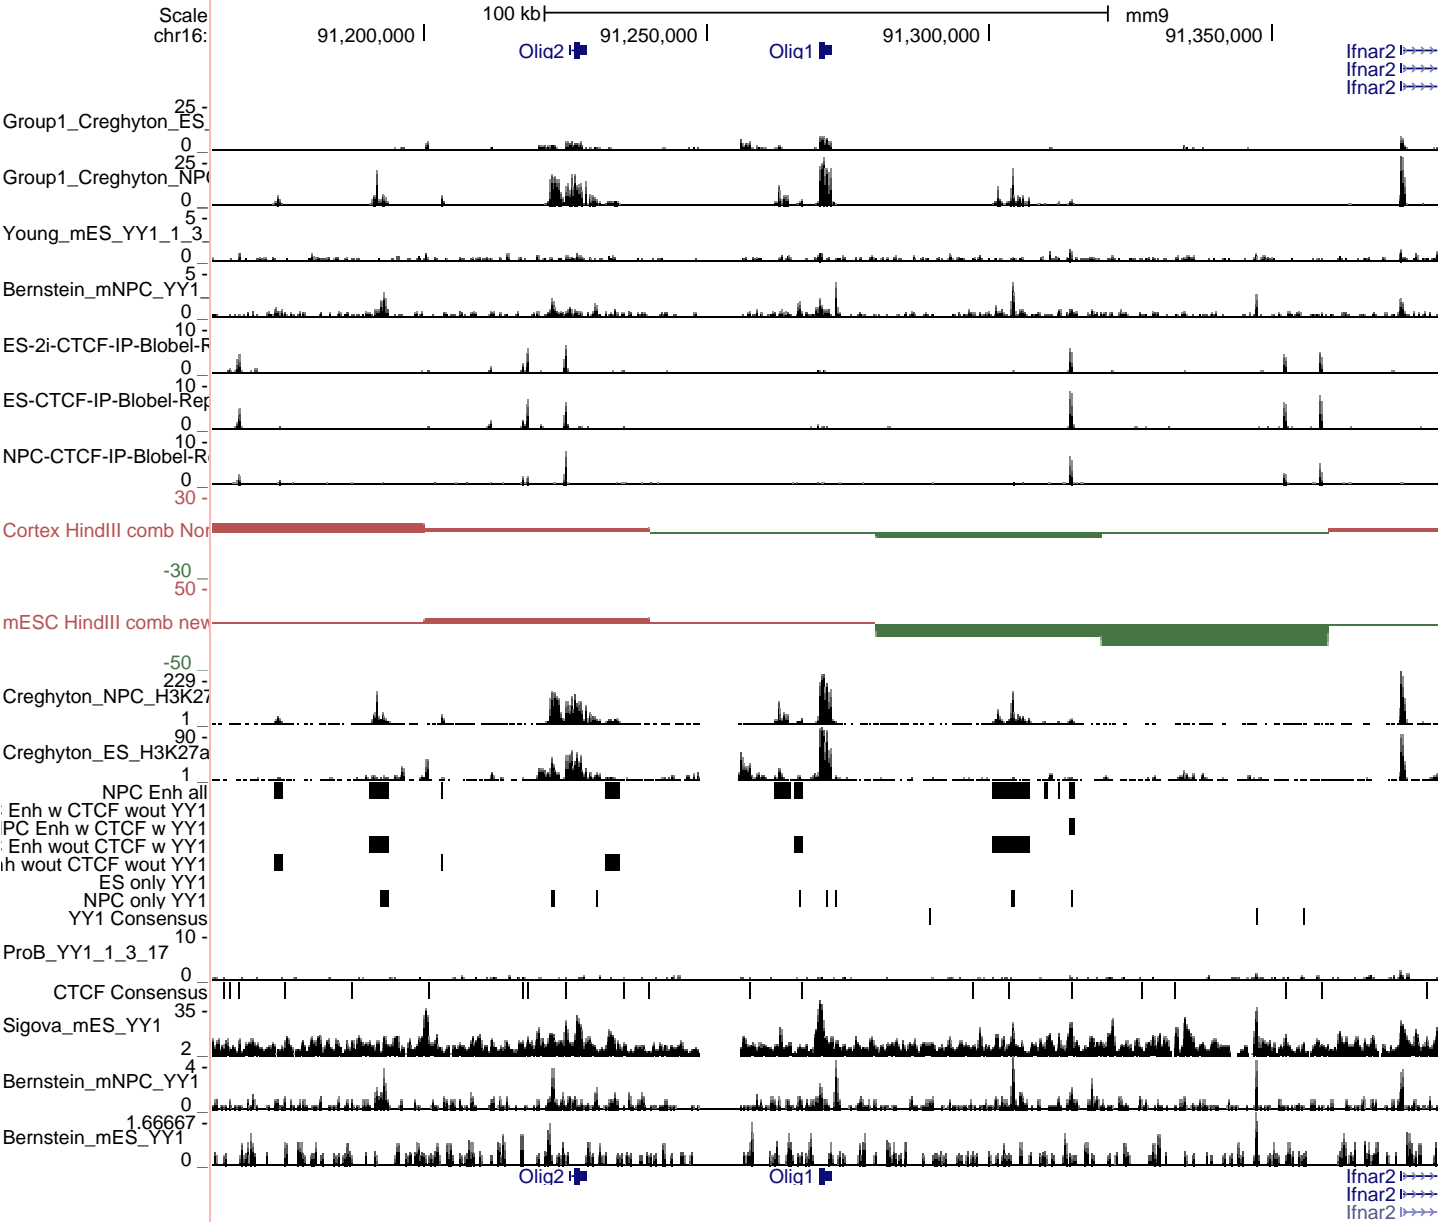 Scale 100 kb mm9
chr16: 91,200,000 91,250,000 91,300,000 91,350,000
Olig2 Olig1 Ifnar2
Ifnar2
Ifnar2
25 -
Group1_Creghyton_ES_
0 _
25 -
Group1_Creghyton_NPC
0 _
5 -
Young_mES_YY1_1_3_
0 _
5 -
Bernstein_mNPC_YY1_
0 _
10 -
ES-2i-CTCF-IP-Blobel-R
0 _
10 -
ES-CTCF-IP-Blobel-Rep
0 _
10 -
NPC-CTCF-IP-Blobel-Re
0 _
30 -
Cortex HindIII comb Nor
-30 _
50 -
mESC HindIII comb new
-50 _
229 -
Creghyton_NPC_H3K27
1 _
90 -
Creghyton_ES_H3K27a
1 _
NPC Enh all
Enh w CTCF wout YY1
PC Enh w CTCF w YY1
Enh wout CTCF w YY1
h wout CTCF wout YY1
ES only YY1
NPC only YY1
YY1 Consensus
10 -
ProB_YY1_1_3_17
0 _
CTCF Consensus
35 -
Sigova_mES_YY1
2 _
4 -
Bernstein_mNPC_YY1
0 _
1.66667 -
Bernstein_mES_YY1
0 _
Olig2 Olig1 Ifnar2
Ifnar2
Ifnar2